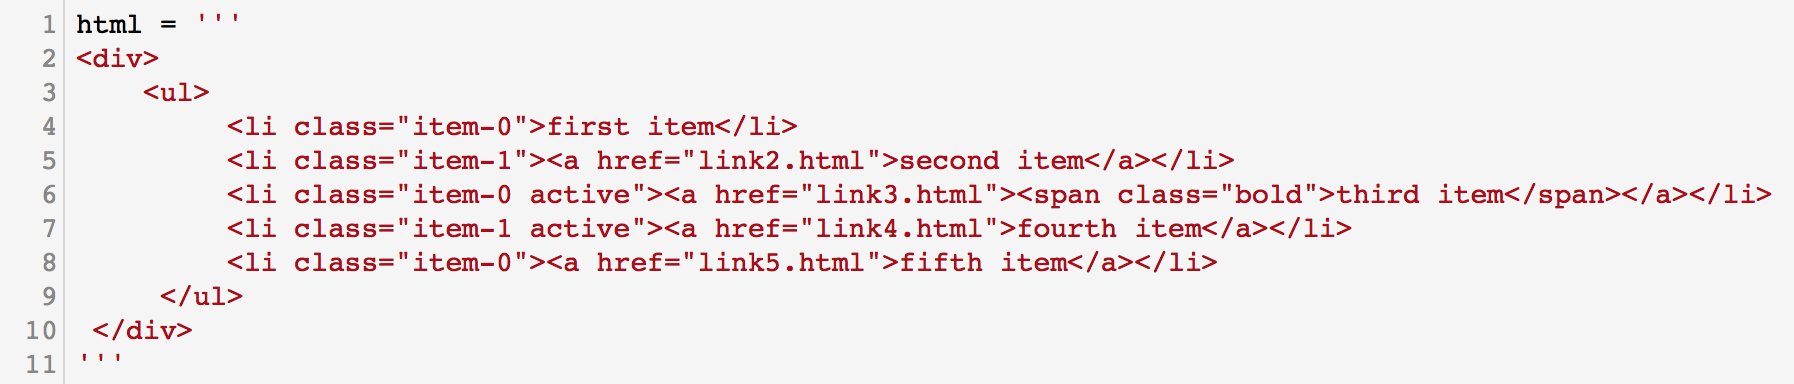 1 html = '''
2 <div>
3     <ul>
4          <li class="item-0">first item</li>
5          <li class="item-1"><a href="link2.html">second item</a></li>
6          <li class="item-0 active"><a href="link3.html"><span class="bold">third item</span></a></li>
7          <li class="item-1 active"><a href="link4.html">fourth item</a></li>
8          <li class="item-0"><a href="link5.html">fifth item</a></li>
9      </ul>
10  </div>
11 '''